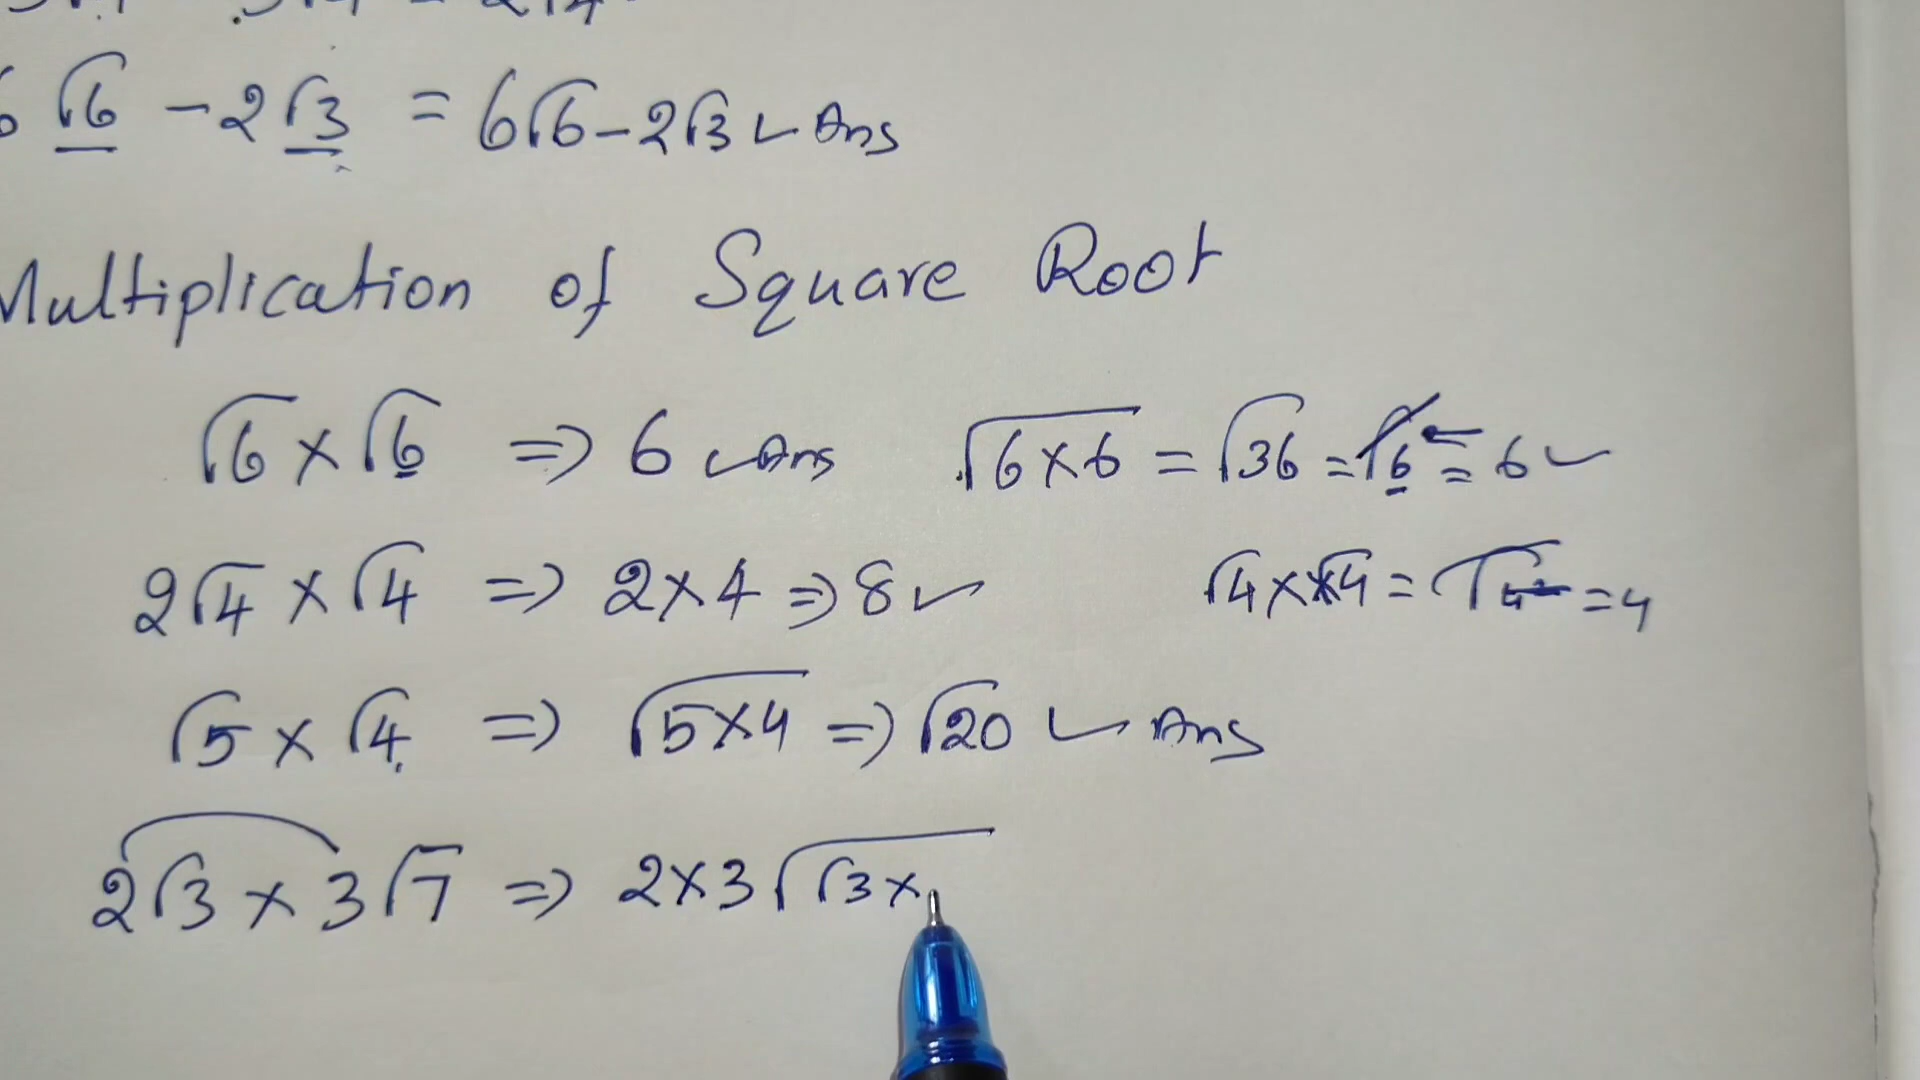 6√6 - 2√3 = 6√6 - 2√3 ✓ Ans
Multiplication of Square Root
√6 × √6 => 6 ✓ Ans √6×6 = √36 = √6² = 6 ✓
2√4 × √4 => 2×4 => 8 ✓ √4 × √4 = √4² = 4
√5 × √4 => √5×4 => √20 ✓ Ans
2√3 × 3√7 => 2×3√√3×